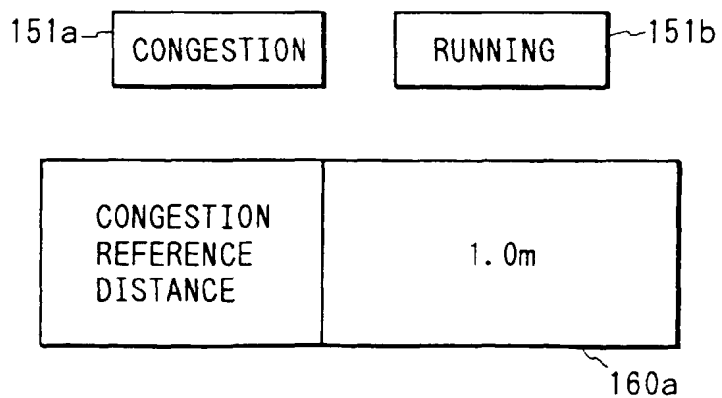 151a CONGESTION RUNNING 151b
CONGESTION
REFERENCE
DISTANCE
1.0m
160a